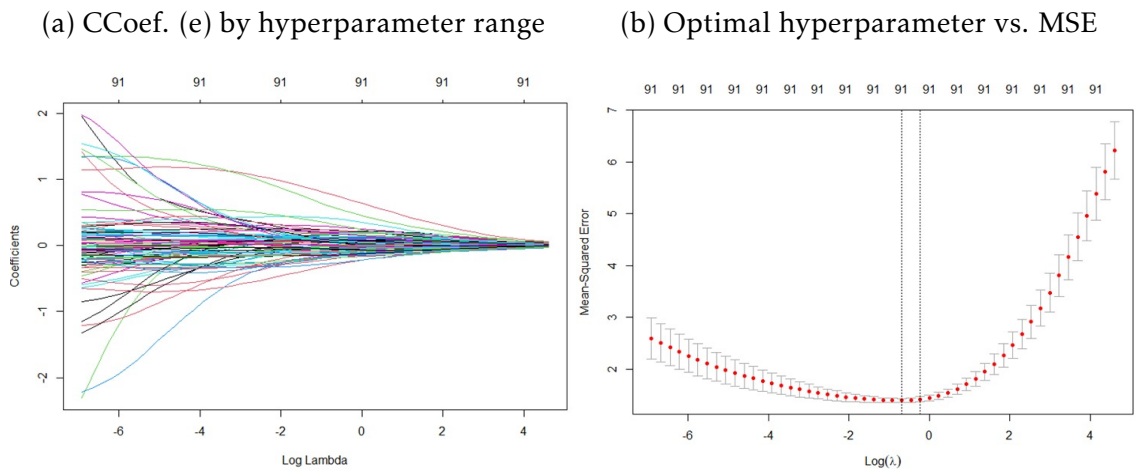 (a) CCoef. (e) by hyperparameter range
(b) Optimal hyperparameter vs. MSE
91 91 91 91 91 91
2
1
0
-1
-2
Coefficients
-6 -4 -2 0 2 4
Log Lambda
91 91 91 91 91 91 91 91 91 91 91 91 91 91 91 91 91
7
6
5
4
3
2
Mean-Squared Error
-6 -4 -2 0 2 4
Log(λ)